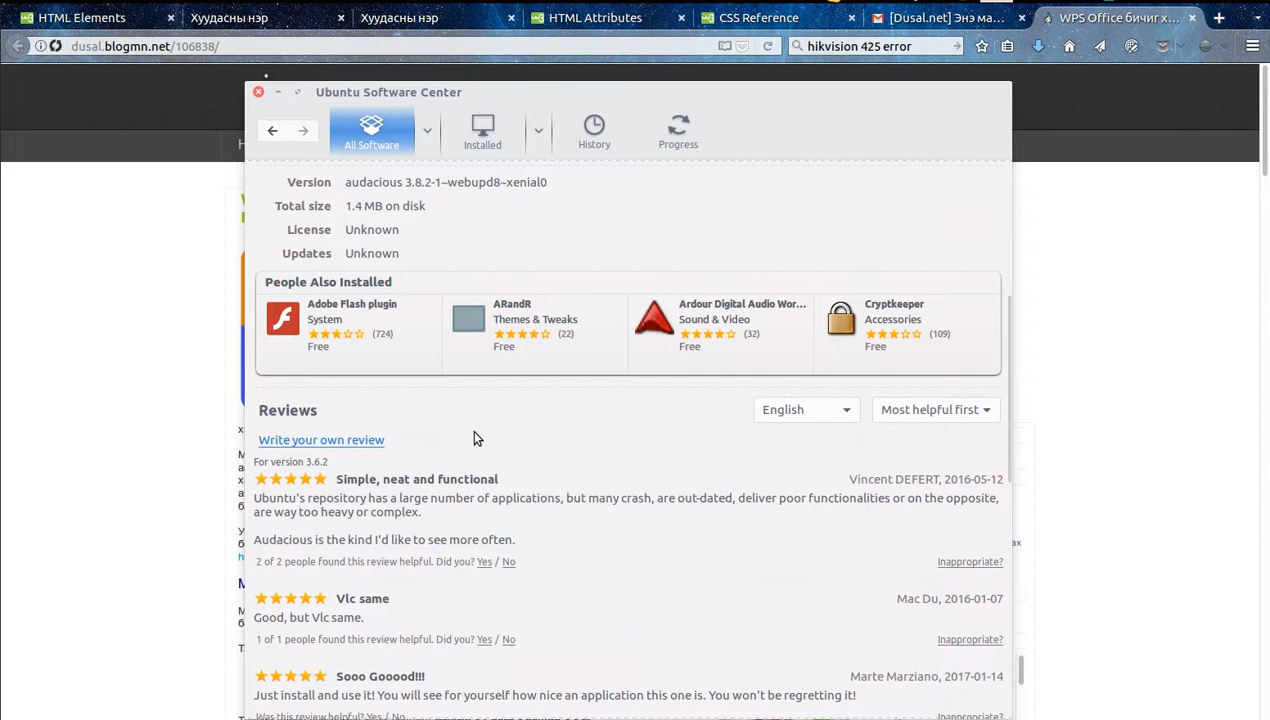 HTML Elements
Хуудасны нэр
Хуудасны нэр
HTML Attributes
CSS Reference
[Dusal.net] Энэ ма...
WPS Office бичиг х...
dusal.blogmn.net/106838/
hikvision 425 error
Ubuntu Software Center
All Software
Installed
History
Progress
Version audacious 3.8.2-1~webupd8~xenial0
Total size 1.4 MB on disk
License Unknown
Updates Unknown
People Also Installed
Adobe Flash plugin
System
(724)
Free
ARandR
Themes & Tweaks
(22)
Free
Ardour Digital Audio Wor...
Sound & Video
(32)
Free
Cryptkeeper
Accessories
(109)
Free
Reviews
English
Most helpful first
Write your own review
For version 3.6.2
Simple, neat and functional
Vincent DEFERT, 2016-05-12
Ubuntu's repository has a large number of applications, but many crash, are out-dated, deliver poor functionalities or on the opposite,
are way too heavy or complex.
Audacious is the kind I'd like to see more often.
2 of 2 people found this review helpful. Did you? Yes / No
Inappropriate?
Vlc same
Mac Du, 2016-01-07
Good, but Vlc same.
1 of 1 people found this review helpful. Did you? Yes / No
Inappropriate?
Sooo Gooood!!!
Marte Marziano, 2017-01-14
Just install and use it! You will see for yourself how nice an application this one is. You won't be regretting it!
Was this review helpful? Yes / No
Inappropriate?